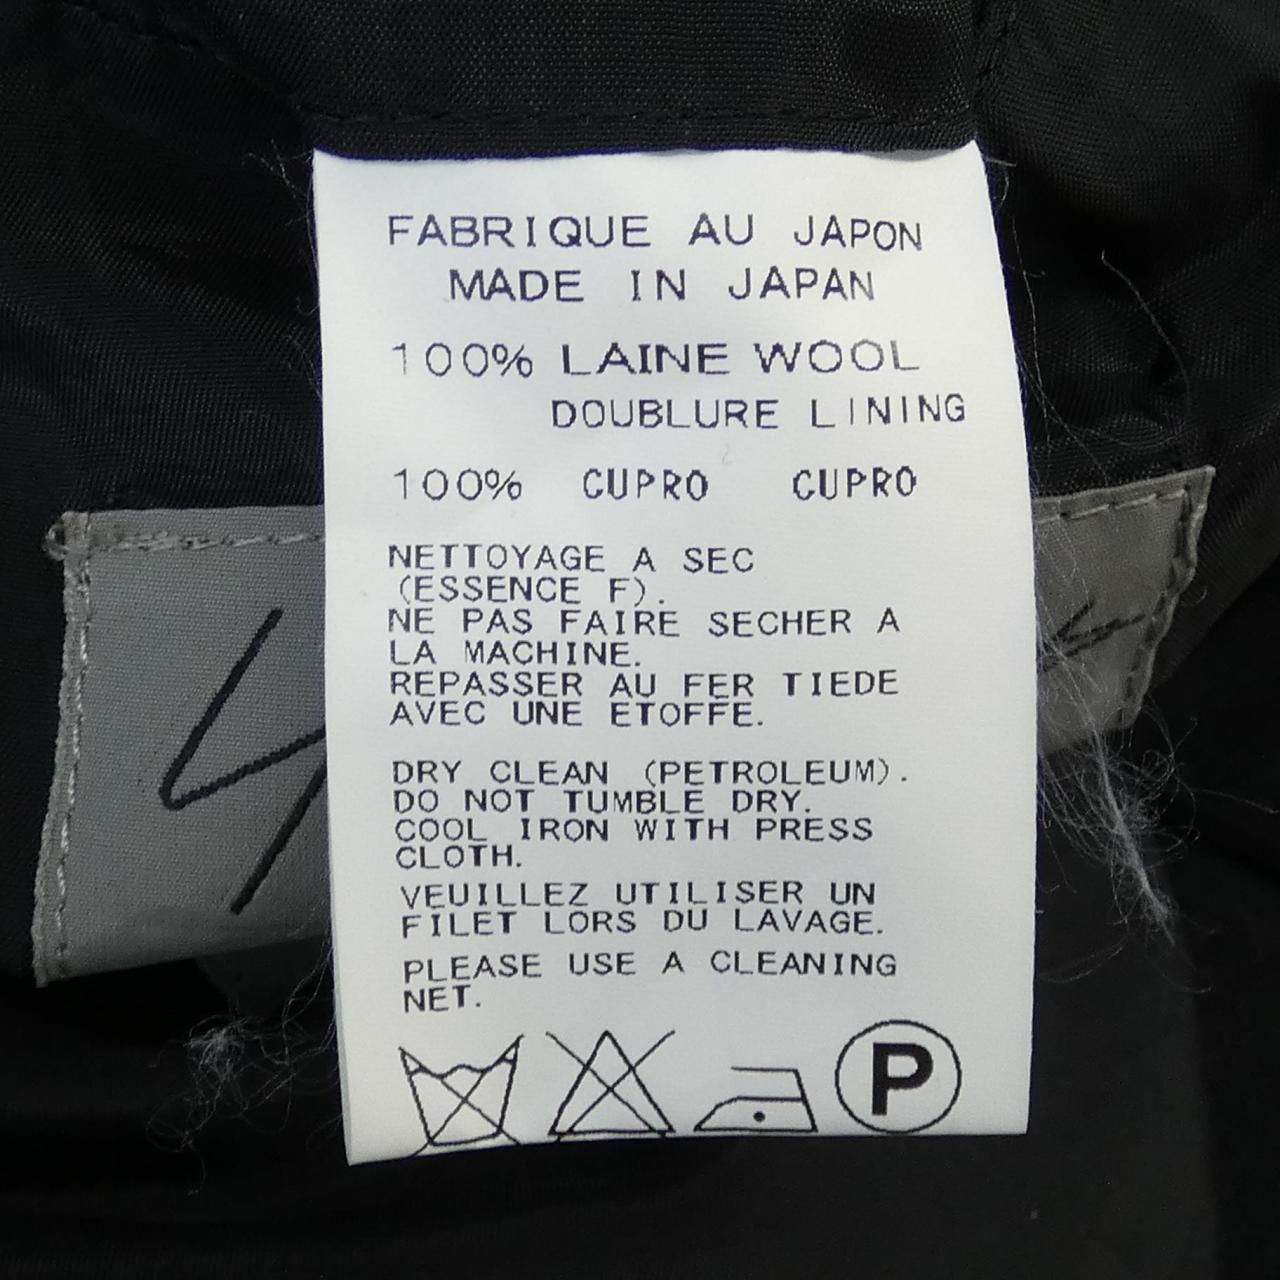 FABRIQUE AU JAPON
MADE IN JAPAN
100% LAINE WOOL
DOUBLURE LINING
100% CUPRO CUPRO
NETTOYAGE A SEC
(ESSENCE F).
NE PAS FAIRE SECHER A
LA MACHINE.
REPASSER AU FER TIEDE
AVEC UNE ETOFFE.
DRY CLEAN (PETROLEUM).
DO NOT TUMBLE DRY.
COOL IRON WITH PRESS
CLOTH.
VEUILLEZ UTILISER UN
FILET LORS DU LAVAGE.
PLEASE USE A CLEANING
NET.
P